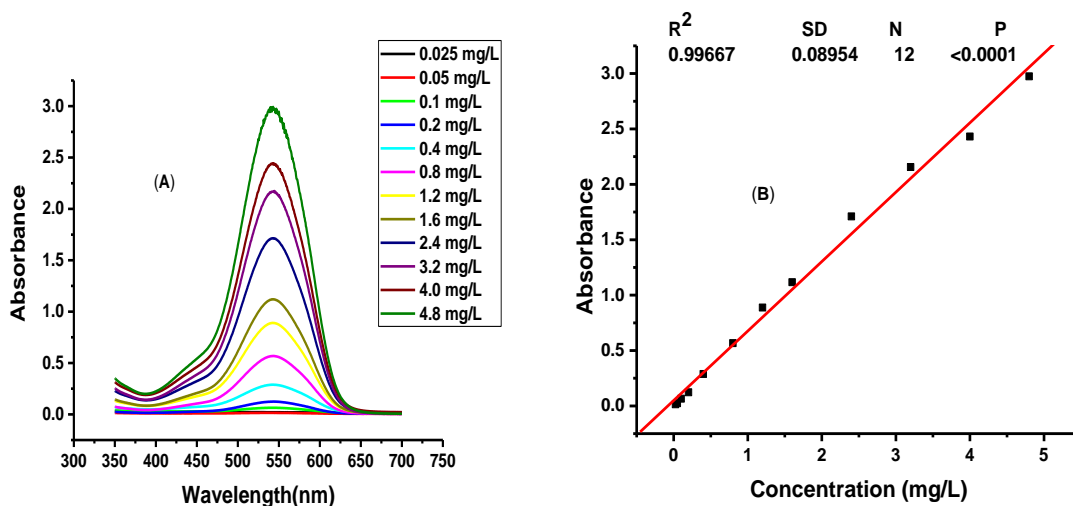 (A)
Absorbance
3.0
2.5
2.0
1.5
1.0
0.5
0.0
300 350 400 450 500 550 600 650 700 750
Wavelength(nm)
0.025 mg/L
0.05 mg/L
0.1 mg/L
0.2 mg/L
0.4 mg/L
0.8 mg/L
1.2 mg/L
1.6 mg/L
2.4 mg/L
3.2 mg/L
4.0 mg/L
4.8 mg/L
R² SD N P
0.99667 0.08954 12 <0.0001
(B)
Absorbance
3.0
2.5
2.0
1.5
1.0
0.5
0.0
0 1 2 3 4 5
Concentration (mg/L)